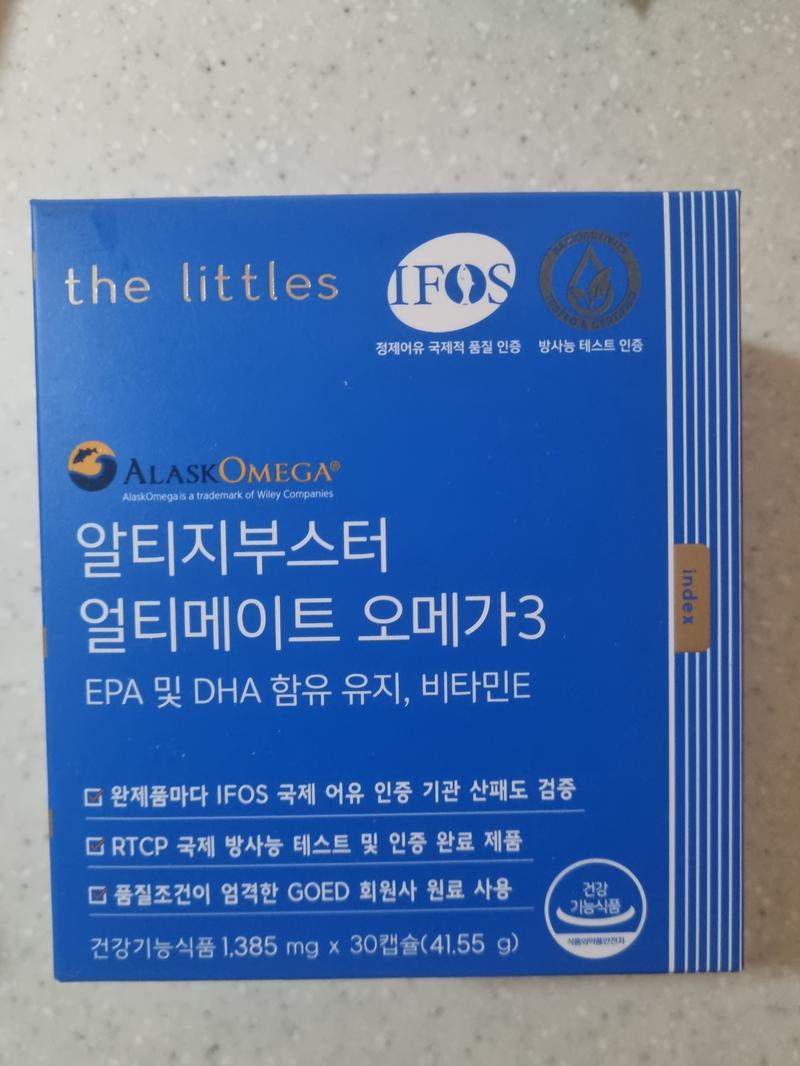 the littles
IFOS
정제어유 국제적 품질 인증
RADIOACTIVITY
TESTED & CERTIFIED
방사능 테스트 인증
ALASKOMEGA®
AlaskOmega is a trademark of Wiley Companies
알티지부스터
얼티메이트 오메가3
EPA 및 DHA 함유 유지, 비타민E
index
완제품마다 IFOS 국제 어유 인증 기관 산패도 검증
RTCP 국제 방사능 테스트 및 인증 완료 제품
품질조건이 엄격한 GOED 회원사 원료 사용
건강기능식품 1,385 mg x 30캡슐(41.55 g)
건강
기능식품
식품의약품안전처